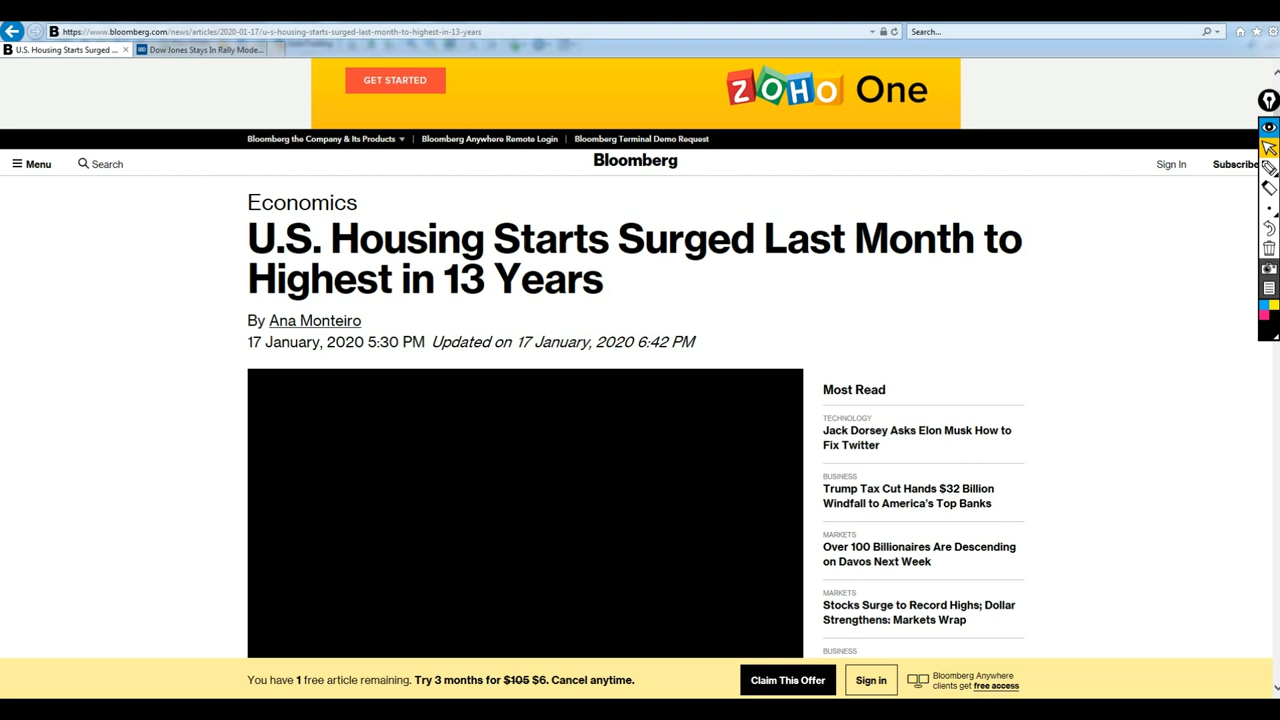 https://www.bloomberg.com/news/articles/2020-01-17/u-s-housing-starts-surged-last-month-to-highest-in-13-years
Search...
U.S. Housing Starts Surged ...
Dow Jones Stays In Rally Mode...
GET STARTED
ZOHO One
Bloomberg the Company & Its Products
Bloomberg Anywhere Remote Login
Bloomberg Terminal Demo Request
Menu
Search
Bloomberg
Sign In
Subscribe
Economics
U.S. Housing Starts Surged Last Month to
Highest in 13 Years
By Ana Monteiro
17 January, 2020 5:30 PM Updated on 17 January, 2020 6:42 PM
Most Read
TECHNOLOGY
Jack Dorsey Asks Elon Musk How to
Fix Twitter
BUSINESS
Trump Tax Cut Hands $32 Billion
Windfall to America's Top Banks
MARKETS
Over 100 Billionaires Are Descending
on Davos Next Week
MARKETS
Stocks Surge to Record Highs; Dollar
Strengthens: Markets Wrap
BUSINESS
You have 1 free article remaining. Try 3 months for $105 $6. Cancel anytime.
Claim This Offer
Sign in
Bloomberg Anywhere
clients get free access